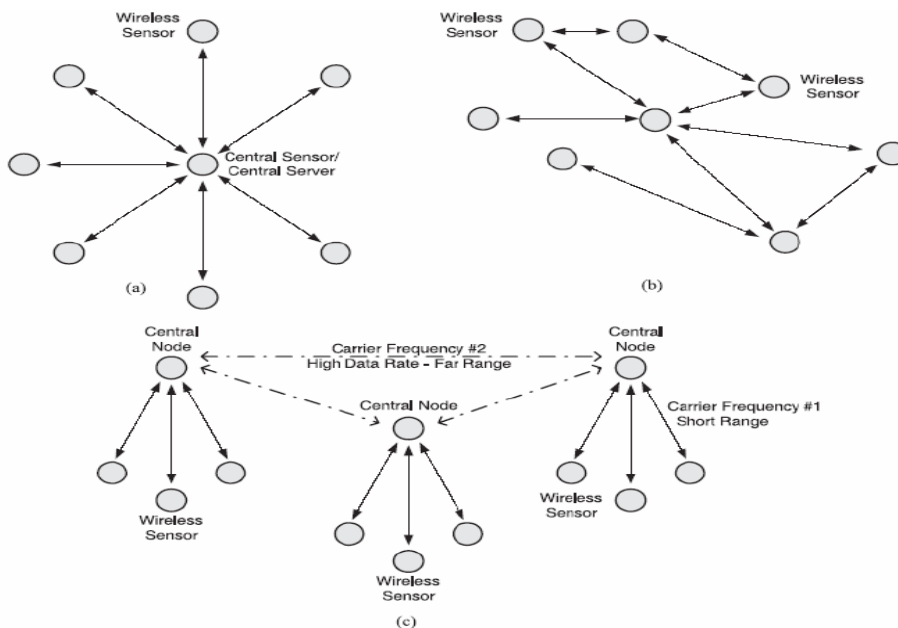 Wireless
Sensor
Central Sensor/
Central Server
(a)
Wireless
Sensor
Wireless
Sensor
(b)
Central
Node
Carrier Frequency #2
High Data Rate - Far Range
Central
Node
Central Node
Carrier Frequency #1
Short Range
Wireless
Sensor
Wireless
Sensor
Wireless
Sensor
(c)